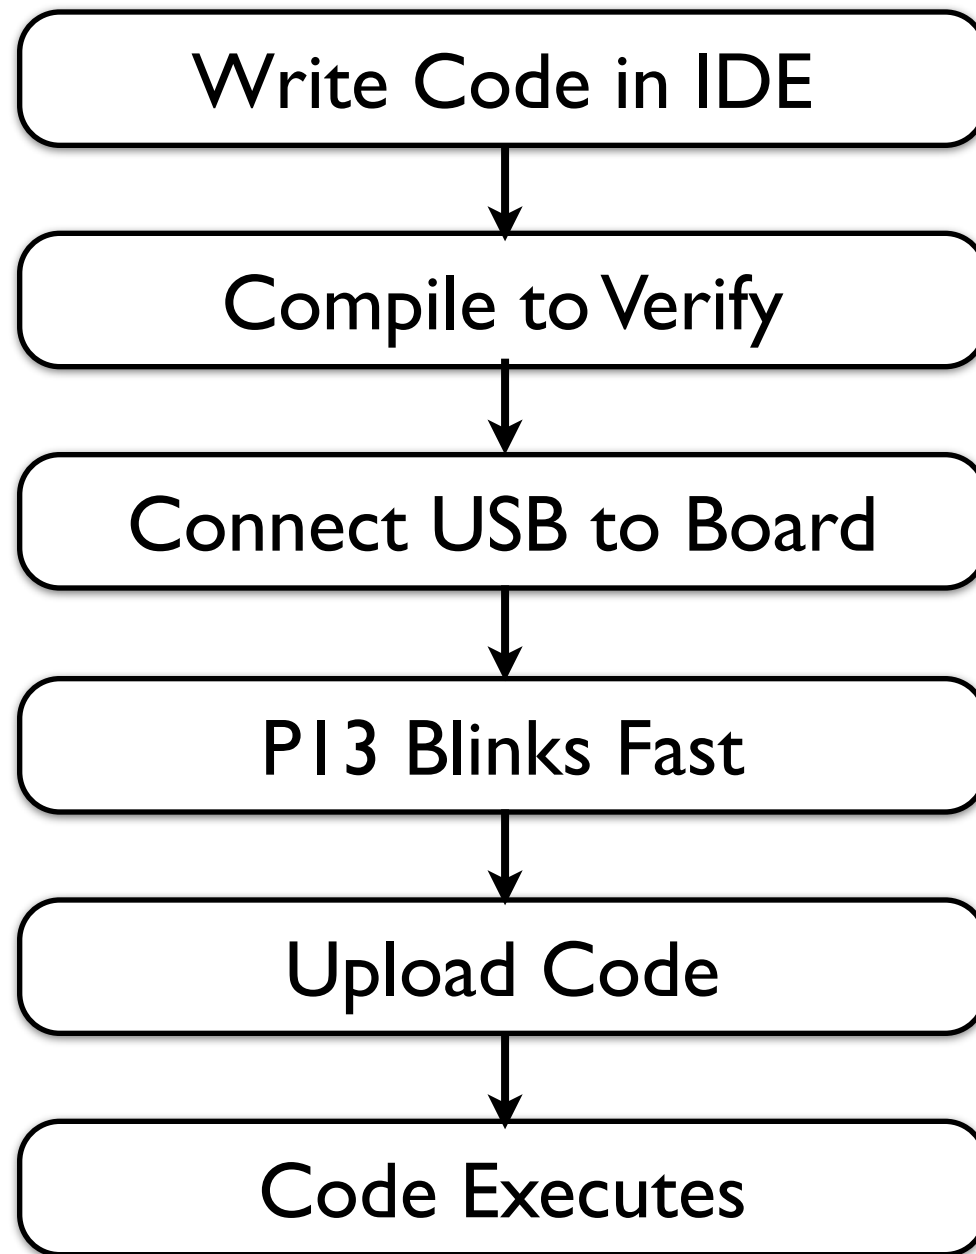 Write Code in IDE
Compile to Verify
Connect USB to Board
P13 Blinks Fast
Upload Code
Code Executes